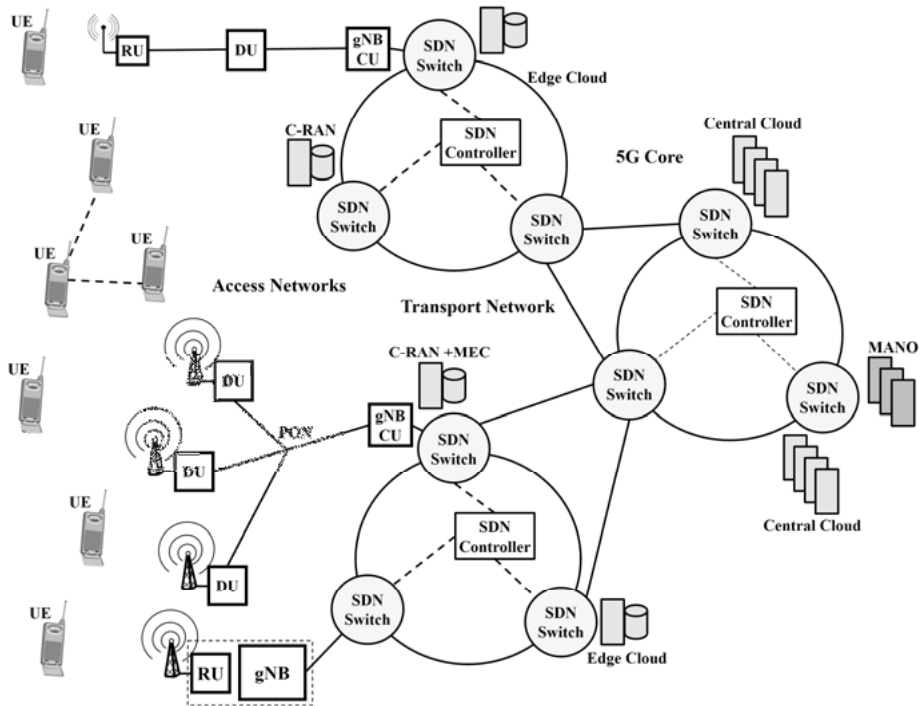 UE
RU
DU
gNB
CU
SDN
Switch
Edge Cloud
UE
C-RAN
SDN
Controller
5G Core
Central Cloud
SDN
Switch
SDN
Switch
SDN
Switch
UE
UE
Access Networks
Transport Network
SDN
Controller
UE
DU
C-RAN +MEC
SDN
Switch
MANO
SDN
Switch
gNB
CU
PON
DU
SDN
Switch
UE
SDN
Controller
Central Cloud
DU
UE
SDN
Switch
SDN
Switch
Edge Cloud
RU
gNB